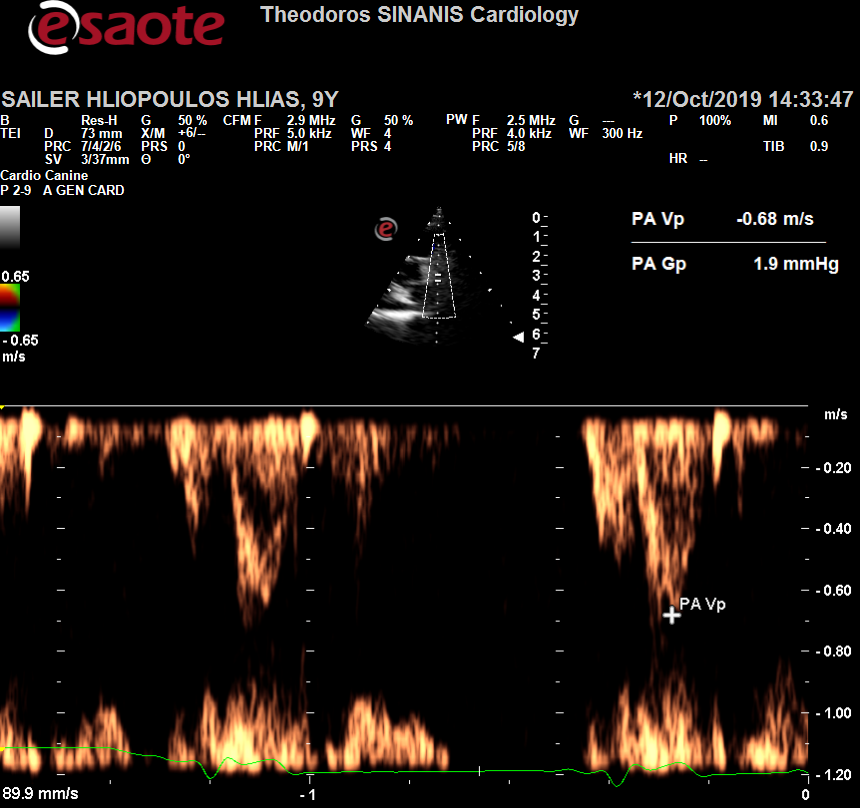 esaote
Theodoros SINANIS Cardiology
SAILER HLIOPOULOS HLIAS, 9Y *12/Oct/2019 14:33:47
B Res-H G 50 % CFM F 2.9 MHz G 50 % PW F 2.5 MHz G --- P 100% MI 0.6
TEI D 73 mm X/M +6/-- PRF 5.0 kHz WF 4 PRF 4.0 kHz WF 300 Hz
PRC 7/4/2/6 PRS 0 PRC M/1 PRS 4 PRC 5/8 TIB 0.9
SV 3/37mm Θ 0° HR --
Cardio Canine
P 2-9 A GEN CARD
e
0
1
2
3
4
5
6
7
PA Vp -0.68 m/s
PA Gp 1.9 mmHg
0.65
-0.65
m/s
m/s
-0.20
-0.40
-0.60
PA Vp
-0.80
-1.00
-1.20
89.9 mm/s -1 0